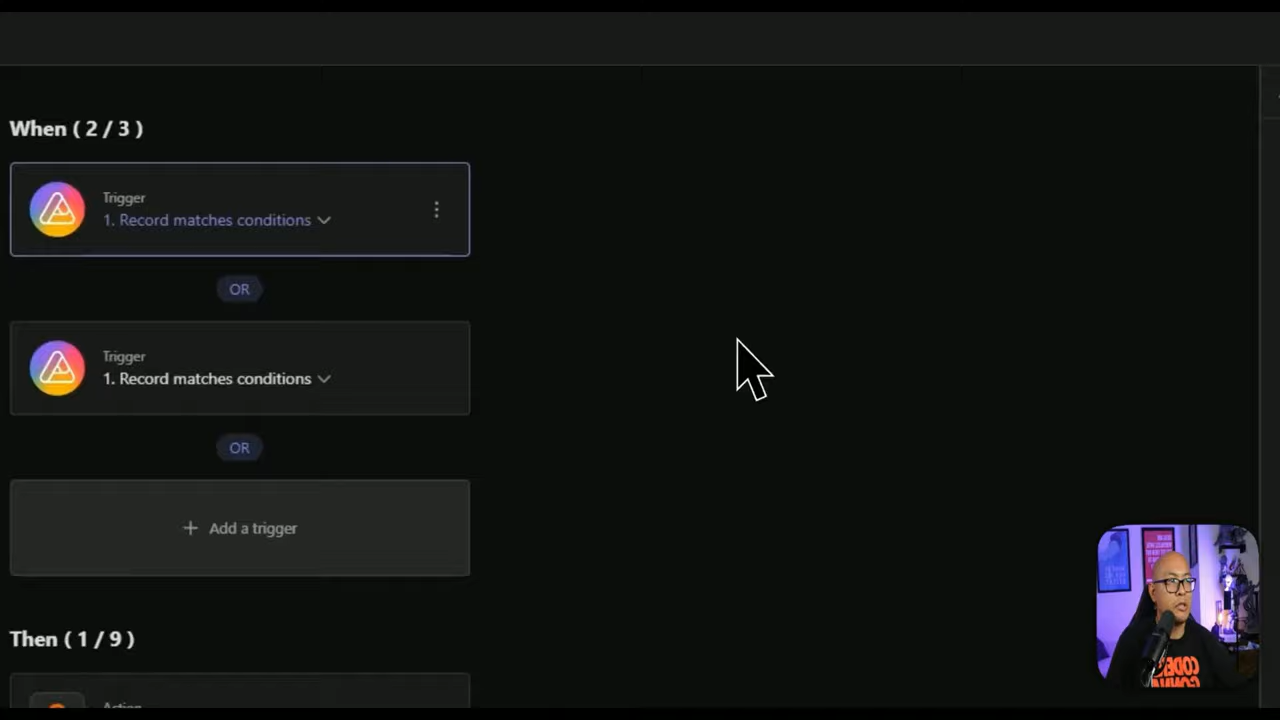 When ( 2 / 3 )
Trigger
1. Record matches conditions
OR
Trigger
1. Record matches conditions
OR
+ Add a trigger
Then ( 1 / 9 )
Action